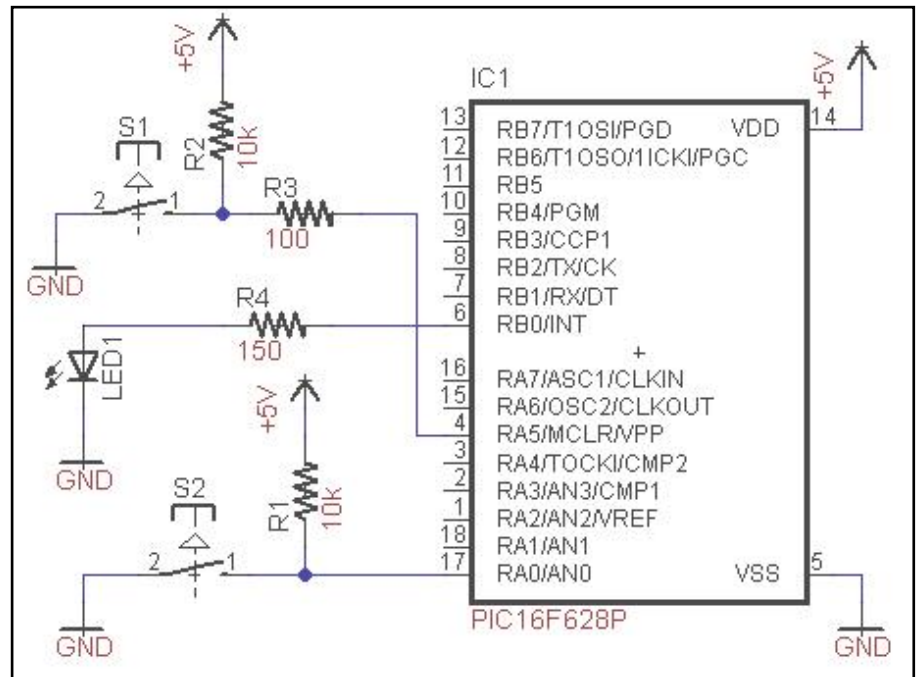 +5V
R2
10k
S1
2
1
R3
100
GND
R4
150
LED1
GND
+5V
R1
10k
S2
2
1
GND
IC1
+5V
13 RB7/T1OSI/PGD VDD 14
12 RB6/T1OSO/1ICKI/PGC
11 RB5
10 RB4/PGM
9 RB3/CCP1
8 RB2/TX/CK
7 RB1/RX/DT
6 RB0/INT
+
16 RA7/ASC1/CLKIN
15 RA6/OSC2/CLKOUT
4 RA5/MCLR/VPP
3 RA4/TOCKI/CMP2
2 RA3/AN3/CMP1
1 RA2/AN2/VREF
18 RA1/AN1
17 RA0/AN0 VSS 5
PIC16F628P
GND